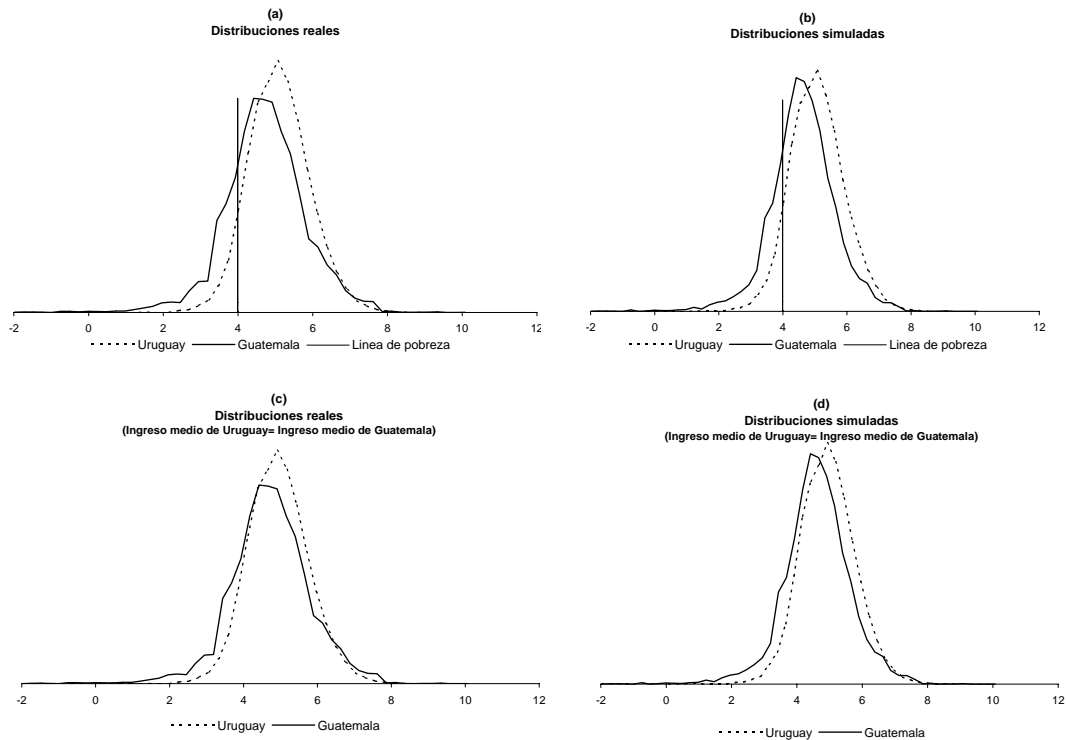 (a)
Distribuciones reales
-2 0 2 4 6 8 10 12
Uruguay Guatemala Linea de pobreza
(b)
Distribuciones simuladas
-2 0 2 4 6 8 10 12
Uruguay Guatemala Linea de pobreza
(c)
Distribuciones reales
(Ingreso medio de Uruguay= Ingreso medio de Guatemala)
-2 0 2 4 6 8 10 12
Uruguay Guatemala
(d)
Distribuciones simuladas
(Ingreso medio de Uruguay= Ingreso medio de Guatemala)
-2 0 2 4 6 8 10 12
Uruguay Guatemala